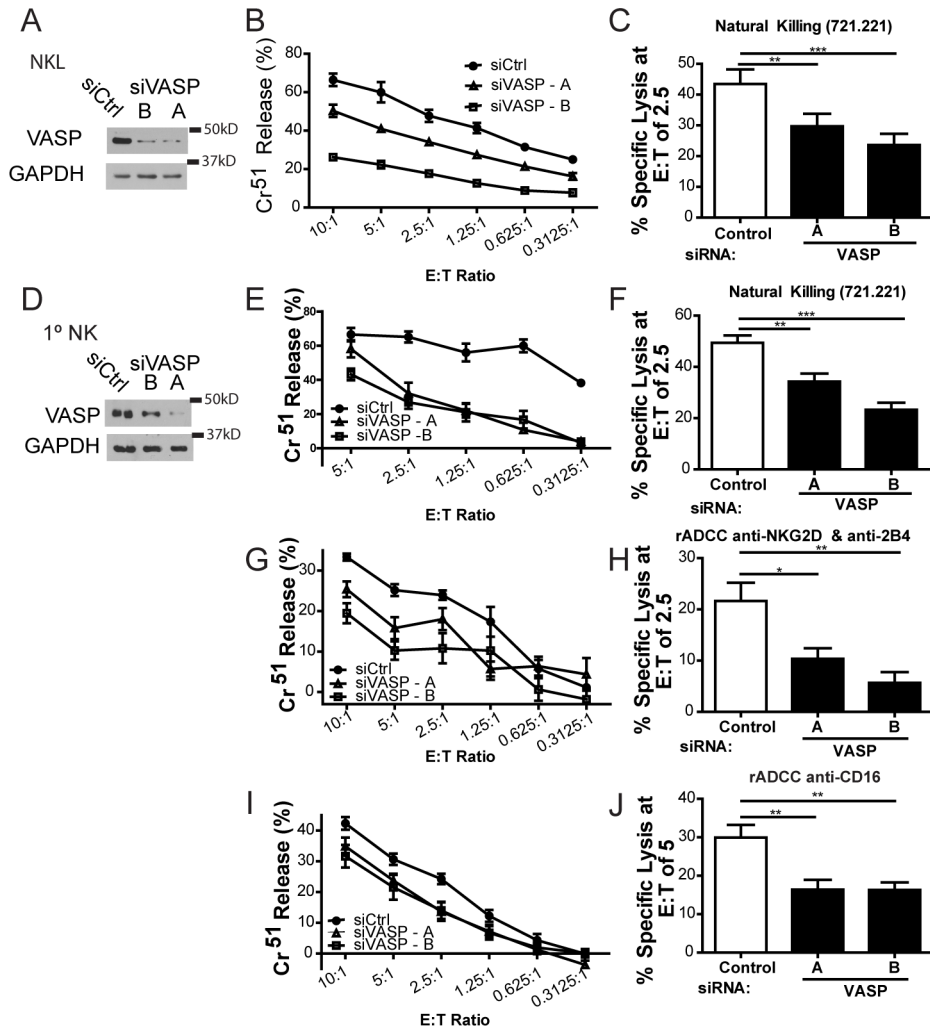 A
NKL
siCtrl
siVASP
B A
VASP
50kD
37kD
GAPDH
B
Cr51 Release (%)
80
60
40
20
0
siCtrl
siVASP - A
siVASP - B
10:1
5:1
2.5:1
1.25:1
0.625:1
0.3125:1
E:T Ratio
C
Natural Killing (721.221)
***
**
% Specific Lysis at
E:T of 2.5
50
40
30
20
10
0
Control
A
B
siRNA:
VASP
D
1º NK
siCtrl
siVASP
B A
VASP
50kD
37kD
GAPDH
E
Cr 51 Release (%)
80
60
40
20
0
siCtrl
siVASP - A
siVASP -B
5:1
2.5:1
1.25:1
0.625:1
0.3125:1
E:T Ratio
F
Natural Killing (721.221)
***
**
% Specific Lysis at
E:T of 2.5
60
40
20
0
Control
A
B
siRNA:
VASP
G
Cr 51 Release (%)
30
20
10
0
siCtrl
siVASP - A
siVASP - B
10:1
5:1
2.5:1
1.25:1
0.625:1
0.3125:1
E:T Ratio
H
rADCC anti-NKG2D & anti-2B4
**
*
% Specific Lysis at
E:T of 2.5
30
20
10
0
Control
A
B
siRNA:
VASP
I
Cr 51 Release (%)
40
30
20
10
0
siCtrl
siVASP - A
siVASP - B
10:1
5:1
2.5:1
1.25:1
0.625:1
0.3125:1
E:T Ratio
J
rADCC anti-CD16
**
**
% Specific Lysis at
E:T of 5
40
30
20
10
0
Control
A
B
siRNA:
VASP